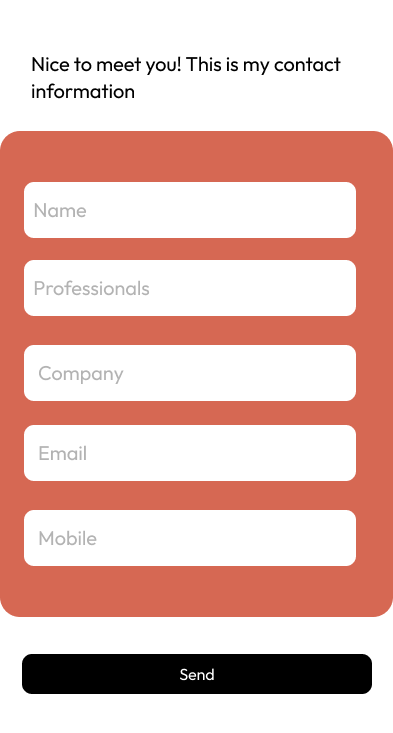 Nice to meet you! This is my contact
information
Name
Professionals
Company
Email
Mobile
Send